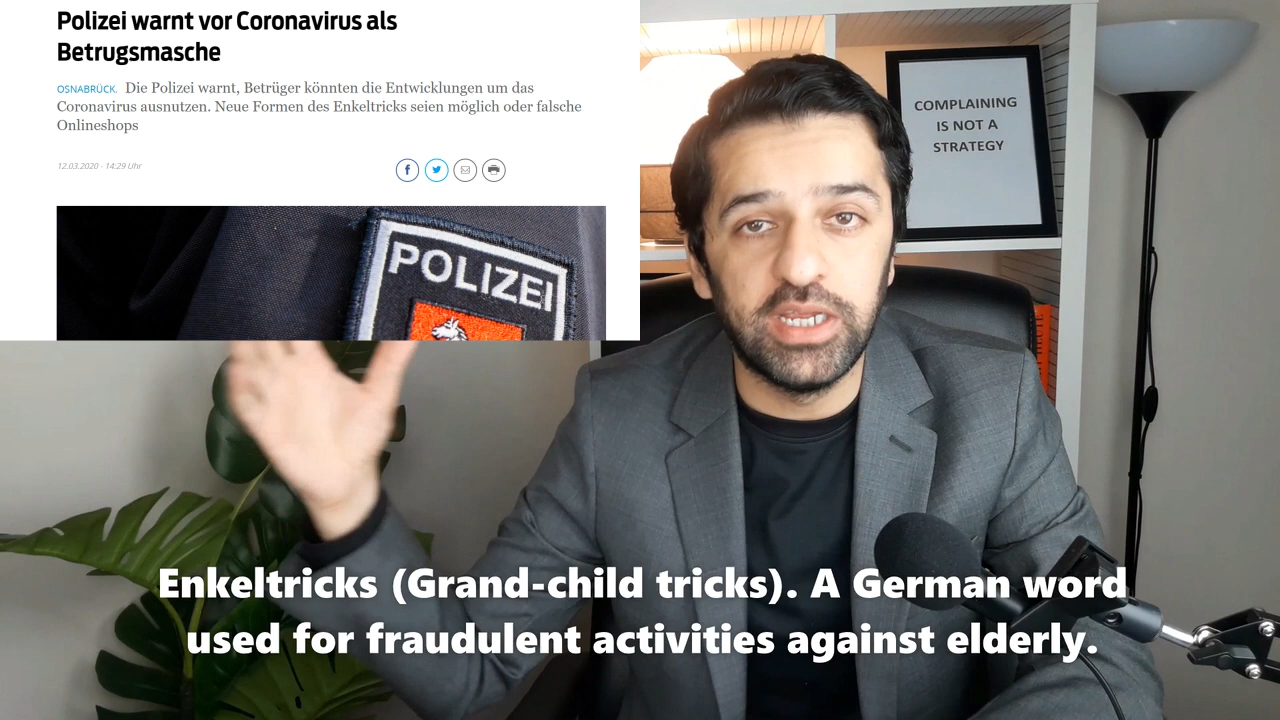 Polizei warnt vor Coronavirus als
Betrugsmasche
OSNABRÜCK. Die Polizei warnt, Betrüger könnten die Entwicklungen um das
Coronavirus ausnutzen. Neue Formen des Enkeltricks seien möglich oder falsche
Onlineshops
12.03.2020 - 14:29 Uhr
f
POLIZEI
COMPLAINING
IS NOT A
STRATEGY
Enkeltricks (Grand-child tricks). A German word
used for fraudulent activities against elderly.